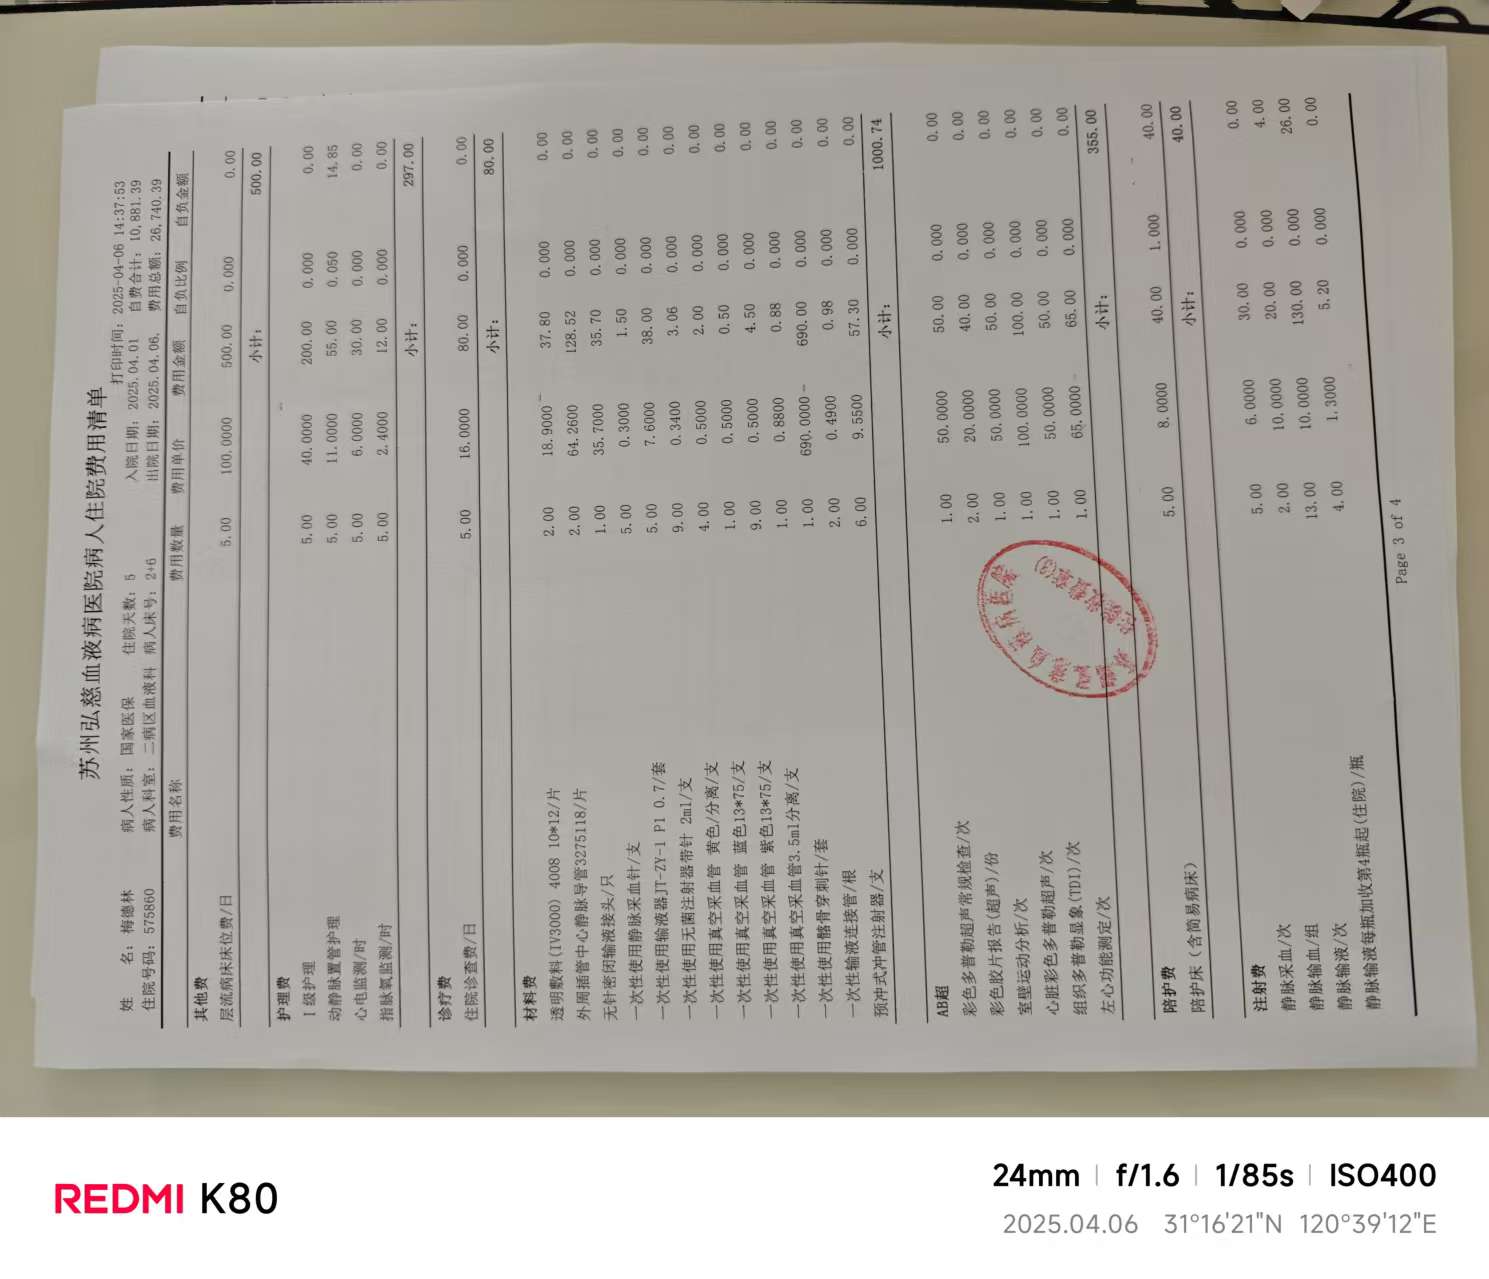 苏州弘慈血液病医院病人住院费用清单
打印时间: 2025-04-06 14:37:53
姓 名: 梅德林 病人性质: 国家医保 住院天数: 5 入院日期: 2025.04.01 自费合计: 10,881.39
住院号码: 575860 病人科室: 二病区血液科 病人床号: 2+6 出院日期: 2025.04.06. 费用总额: 26,740.39
费用名称 费用数量 费用单价 费用金额 自负比例 自负金额
其他费
层流病床床位费/日 5.00 100.0000 500.00 0.000 0.00
小计: 500.00
护理费
I级护理 5.00 40.0000 200.00 0.000 0.00
动静脉置管护理 5.00 11.0000 55.00 0.050 14.85
心电监测/时 5.00 6.0000 30.00 0.000 0.00
指脉氧监测/时 5.00 2.4000 12.00 0.000 0.00
小计: 297.00
诊疗费
住院诊查费/日 5.00 16.0000 80.00 0.000 0.00
小计: 80.00
材料费
透明敷料(IV3000) 4008 10*12/片 2.00 18.9000 37.80 0.000 0.00
外周插管中心静脉导管3275118/片 2.00 64.2600 128.52 0.000 0.00
无针密闭输液接头/只 1.00 35.7000 35.70 0.000 0.00
一次性使用静脉采血针/支 5.00 0.3000 1.50 0.000 0.00
一次性使用输液器JT-ZY-1 P1 0.7/套 5.00 7.6000 38.00 0.000 0.00
一次性使用无菌注射器带针 2ml/支 9.00 0.3400 3.06 0.000 0.00
一次性使用真空采血管 黄色/分离/支 4.00 0.5000 2.00 0.000 0.00
一次性使用真空采血管 蓝色13*75/支 1.00 0.5000 0.50 0.000 0.00
一次性使用真空采血管 紫色13*75/支 9.00 0.5000 4.50 0.000 0.00
一次性使用真空采血管3.5ml分离/支 1.00 0.8800 0.88 0.000 0.00
一次性使用髂骨穿刺针/套 1.00 690.0000 690.00 0.000 0.00
一次性输液连接管/根 2.00 0.4900 0.98 0.000 0.00
预冲式冲管注射器/支 6.00 9.5500 57.30 0.000 0.00
小计: 1000.74
AB超
彩色多普勒超声常规检查/次 1.00 50.0000 50.00 0.000 0.00
彩色胶片报告(超声)/份 2.00 20.0000 40.00 0.000 0.00
室壁运动分析/次 1.00 50.0000 50.00 0.000 0.00
心脏彩色多普勒超声/次 1.00 100.0000 100.00 0.000 0.00
组织多普勒显象(TDI)/次 1.00 50.0000 50.00 0.000 0.00
左心功能测定/次 1.00 65.0000 65.00 0.000 0.00
小计: 355.00
陪护费
陪护床（含简易病床） 5.00 8.0000 40.00 1.000 40.00
小计: 40.00
注射费
静脉采血/次 5.00 6.0000 30.00 0.000 0.00
静脉输血/组 2.00 10.0000 20.00 0.000 4.00
静脉输液/次 13.00 10.0000 130.00 0.000 26.00
静脉输液每瓶加收第4瓶起(住院)/瓶 4.00 1.3000 5.20 0.000 0.00
Page 3 of 4
REDMI K80
24mm | f/1.6 | 1/85s | ISO400
2025.04.06 31°16'21"N 120°39'12"E